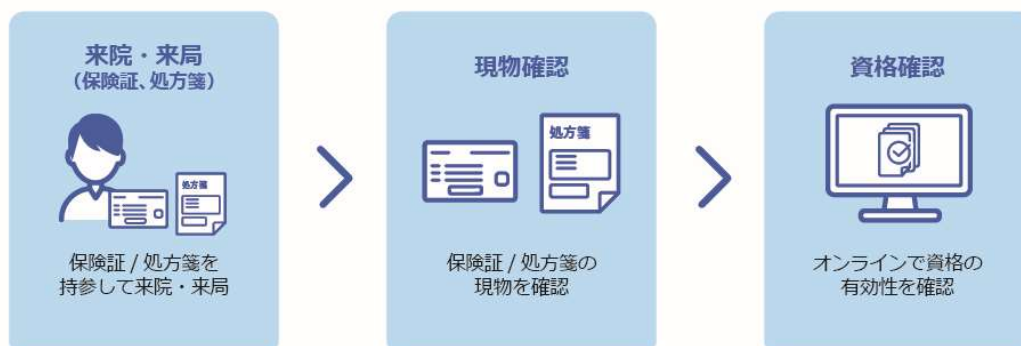 来院・来局
（保険証、処方箋）
処方箋
保険証 / 処方箋を
持参して来院・来局
現物確認
処方箋
保険証 / 処方箋の
現物を確認
資格確認
オンラインで資格の
有効性を確認